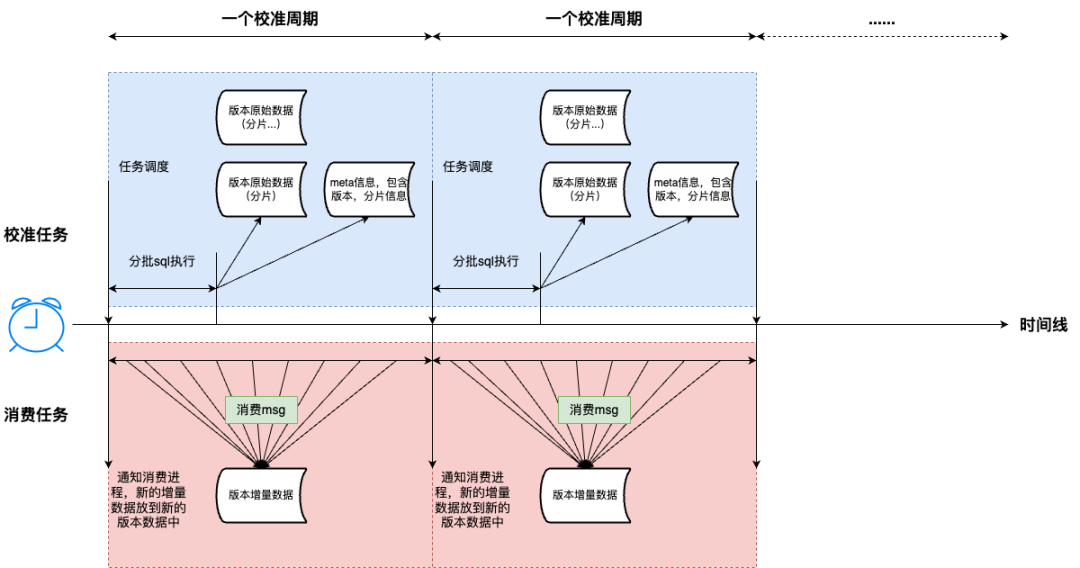 一个校准周期
一个校准周期
......
版本原始数据
(分片...)
版本原始数据
(分片...)
任务调度
任务调度
版本原始数据
(分片)
meta信息，包含
版本，分片信息
版本原始数据
(分片)
meta信息，包含
版本，分片信息
校准任务
分批sql执行
分批sql执行
时间线
消费任务
消费msg
消费msg
通知消费进
程，新的增量
数据放到新的
版本数据中
版本增量数据
通知消费进
程，新的增量
数据放到新的
版本数据中
版本增量数据